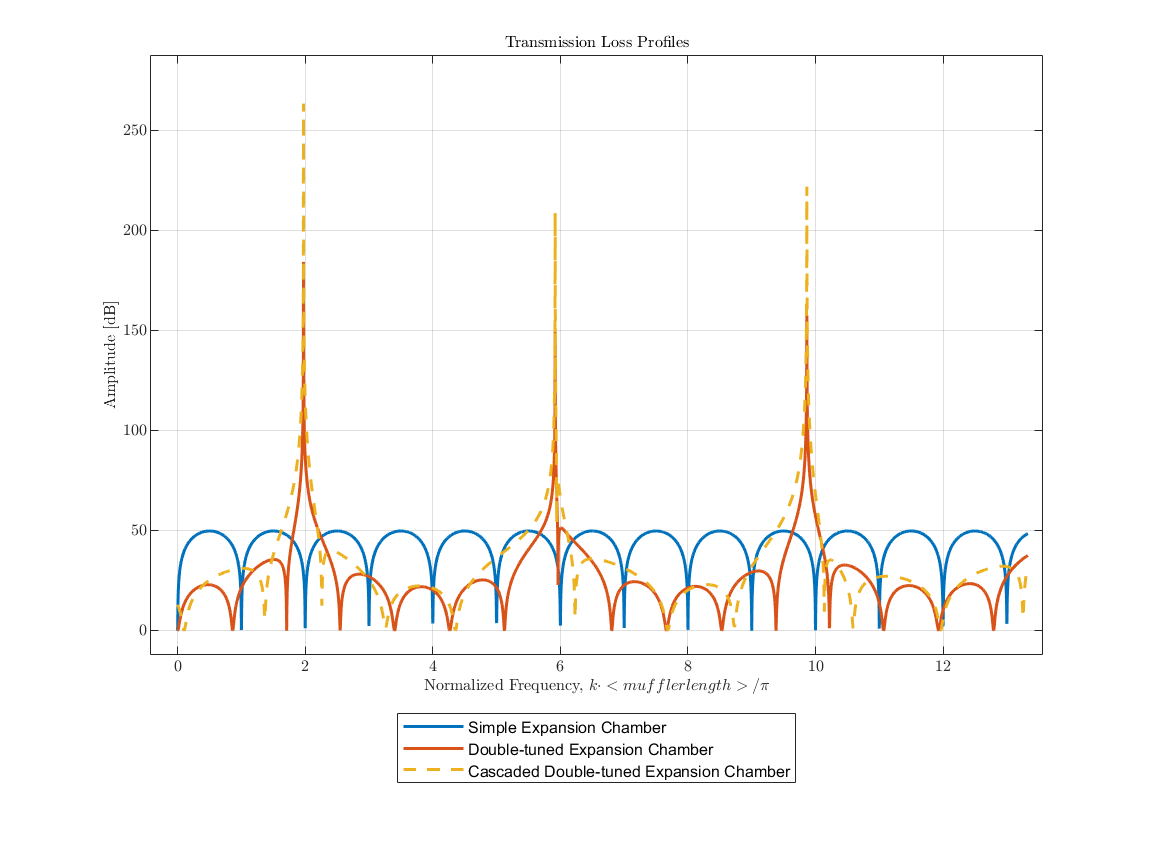 Transmission Loss Profiles
250
200
150
100
50
0
Amplitude [dB]
0 2 4 6 8 10 12
Normalized Frequency, k· < mufflerlength > /π
Simple Expansion Chamber
Double-tuned Expansion Chamber
Cascaded Double-tuned Expansion Chamber